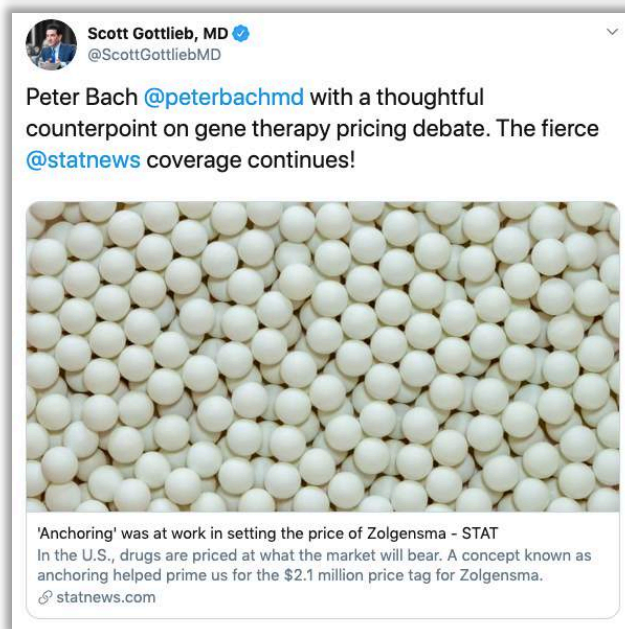 Scott Gottlieb, MD
@ScottGottliebMD
Peter Bach @peterbachmd with a thoughtful
counterpoint on gene therapy pricing debate. The fierce
@statnews coverage continues!
'Anchoring' was at work in setting the price of Zolgensma - STAT
In the U.S., drugs are priced at what the market will bear. A concept known as
anchoring helped prime us for the $2.1 million price tag for Zolgensma.
statnews.com